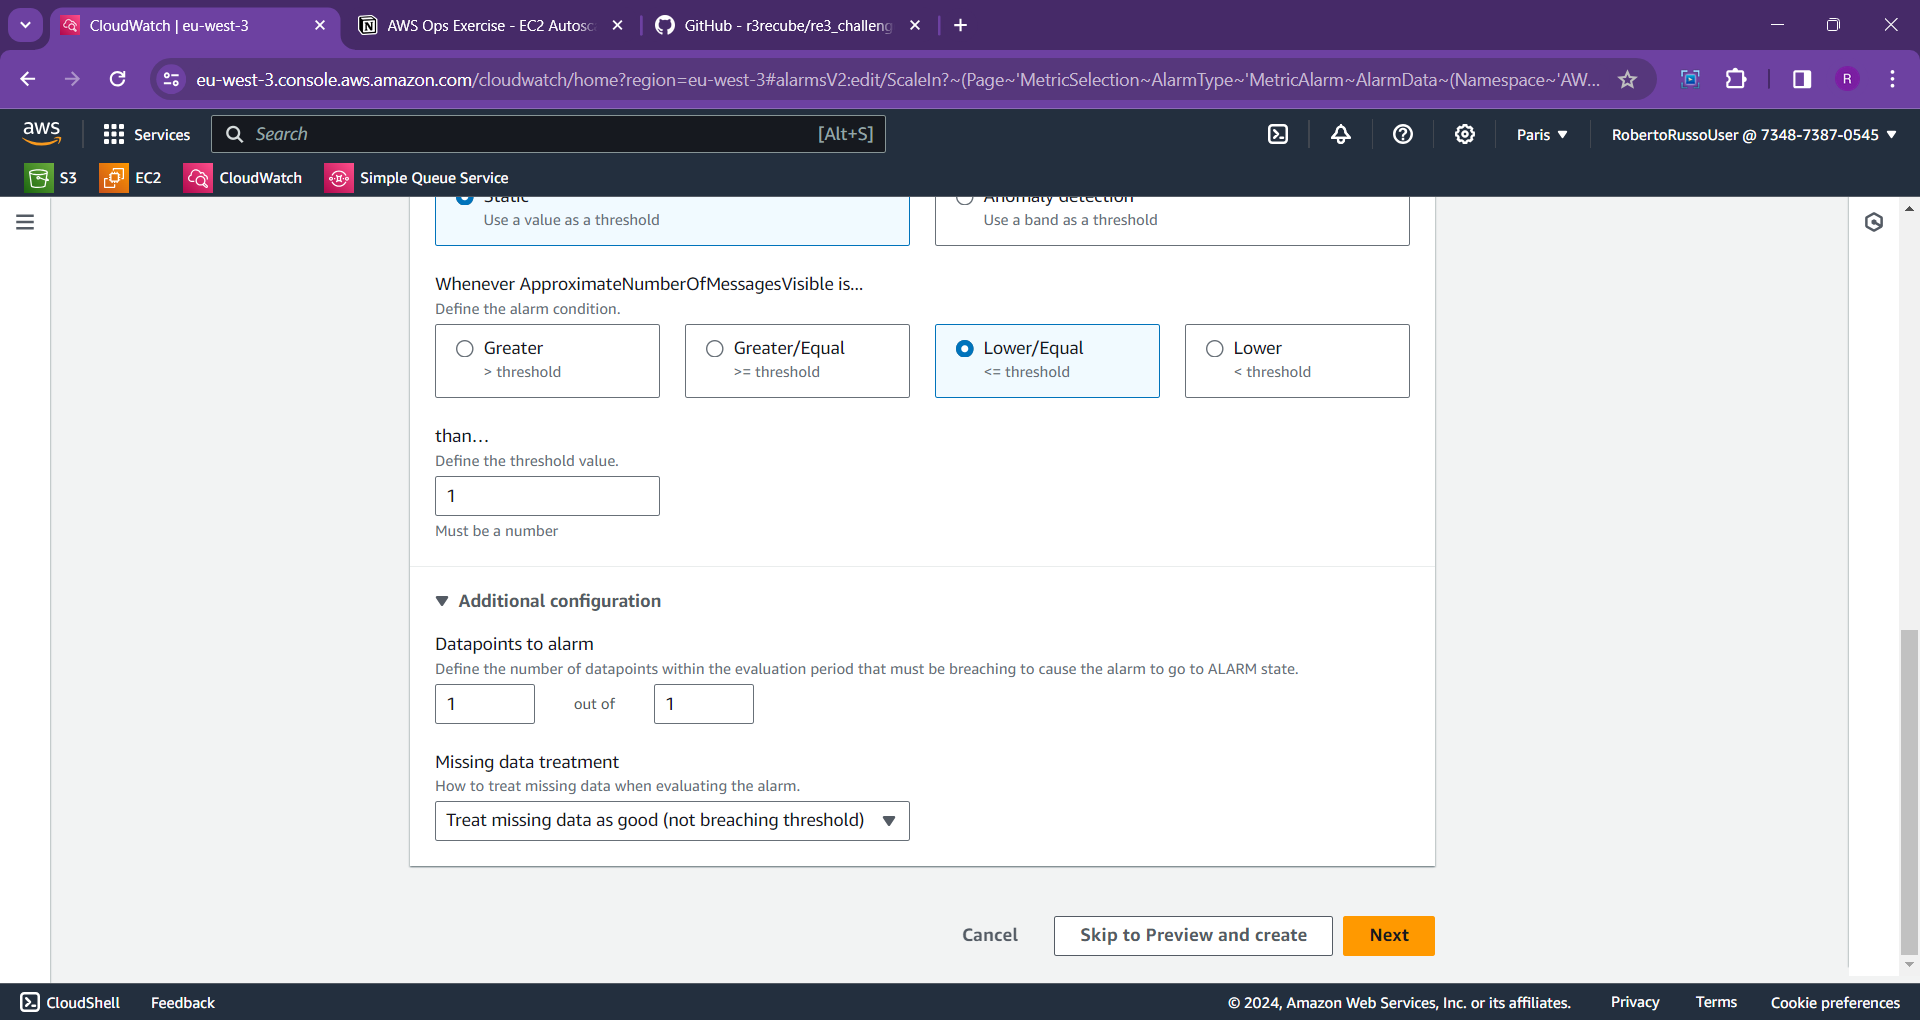 CloudWatch | eu-west-3
AWS Ops Exercise - EC2 Autosc
GitHub - r3recube/re3_challeng
eu-west-3.console.aws.amazon.com/cloudwatch/home?region=eu-west-3#alarmsV2:edit/ScaleIn?~(Page~'MetricSelection~AlarmType~'MetricAlarm~AlarmData~(Namespace~'AW...
R
aws
Services
Search
[Alt+S]
Paris
RobertoRussoUser @ 7348-7387-0545
S3
EC2
CloudWatch
Simple Queue Service
Static
Use a value as a threshold
Anomaly detection
Use a band as a threshold
Whenever ApproximateNumberOfMessagesVisible is...
Define the alarm condition.
Greater
> threshold
Greater/Equal
>= threshold
Lower/Equal
<= threshold
Lower
< threshold
than...
Define the threshold value.
1
Must be a number
Additional configuration
Datapoints to alarm
Define the number of datapoints within the evaluation period that must be breaching to cause the alarm to go to ALARM state.
1 out of 1
Missing data treatment
How to treat missing data when evaluating the alarm.
Treat missing data as good (not breaching threshold)
Cancel
Skip to Preview and create
Next
CloudShell
Feedback
© 2024, Amazon Web Services, Inc. or its affiliates.
Privacy
Terms
Cookie preferences